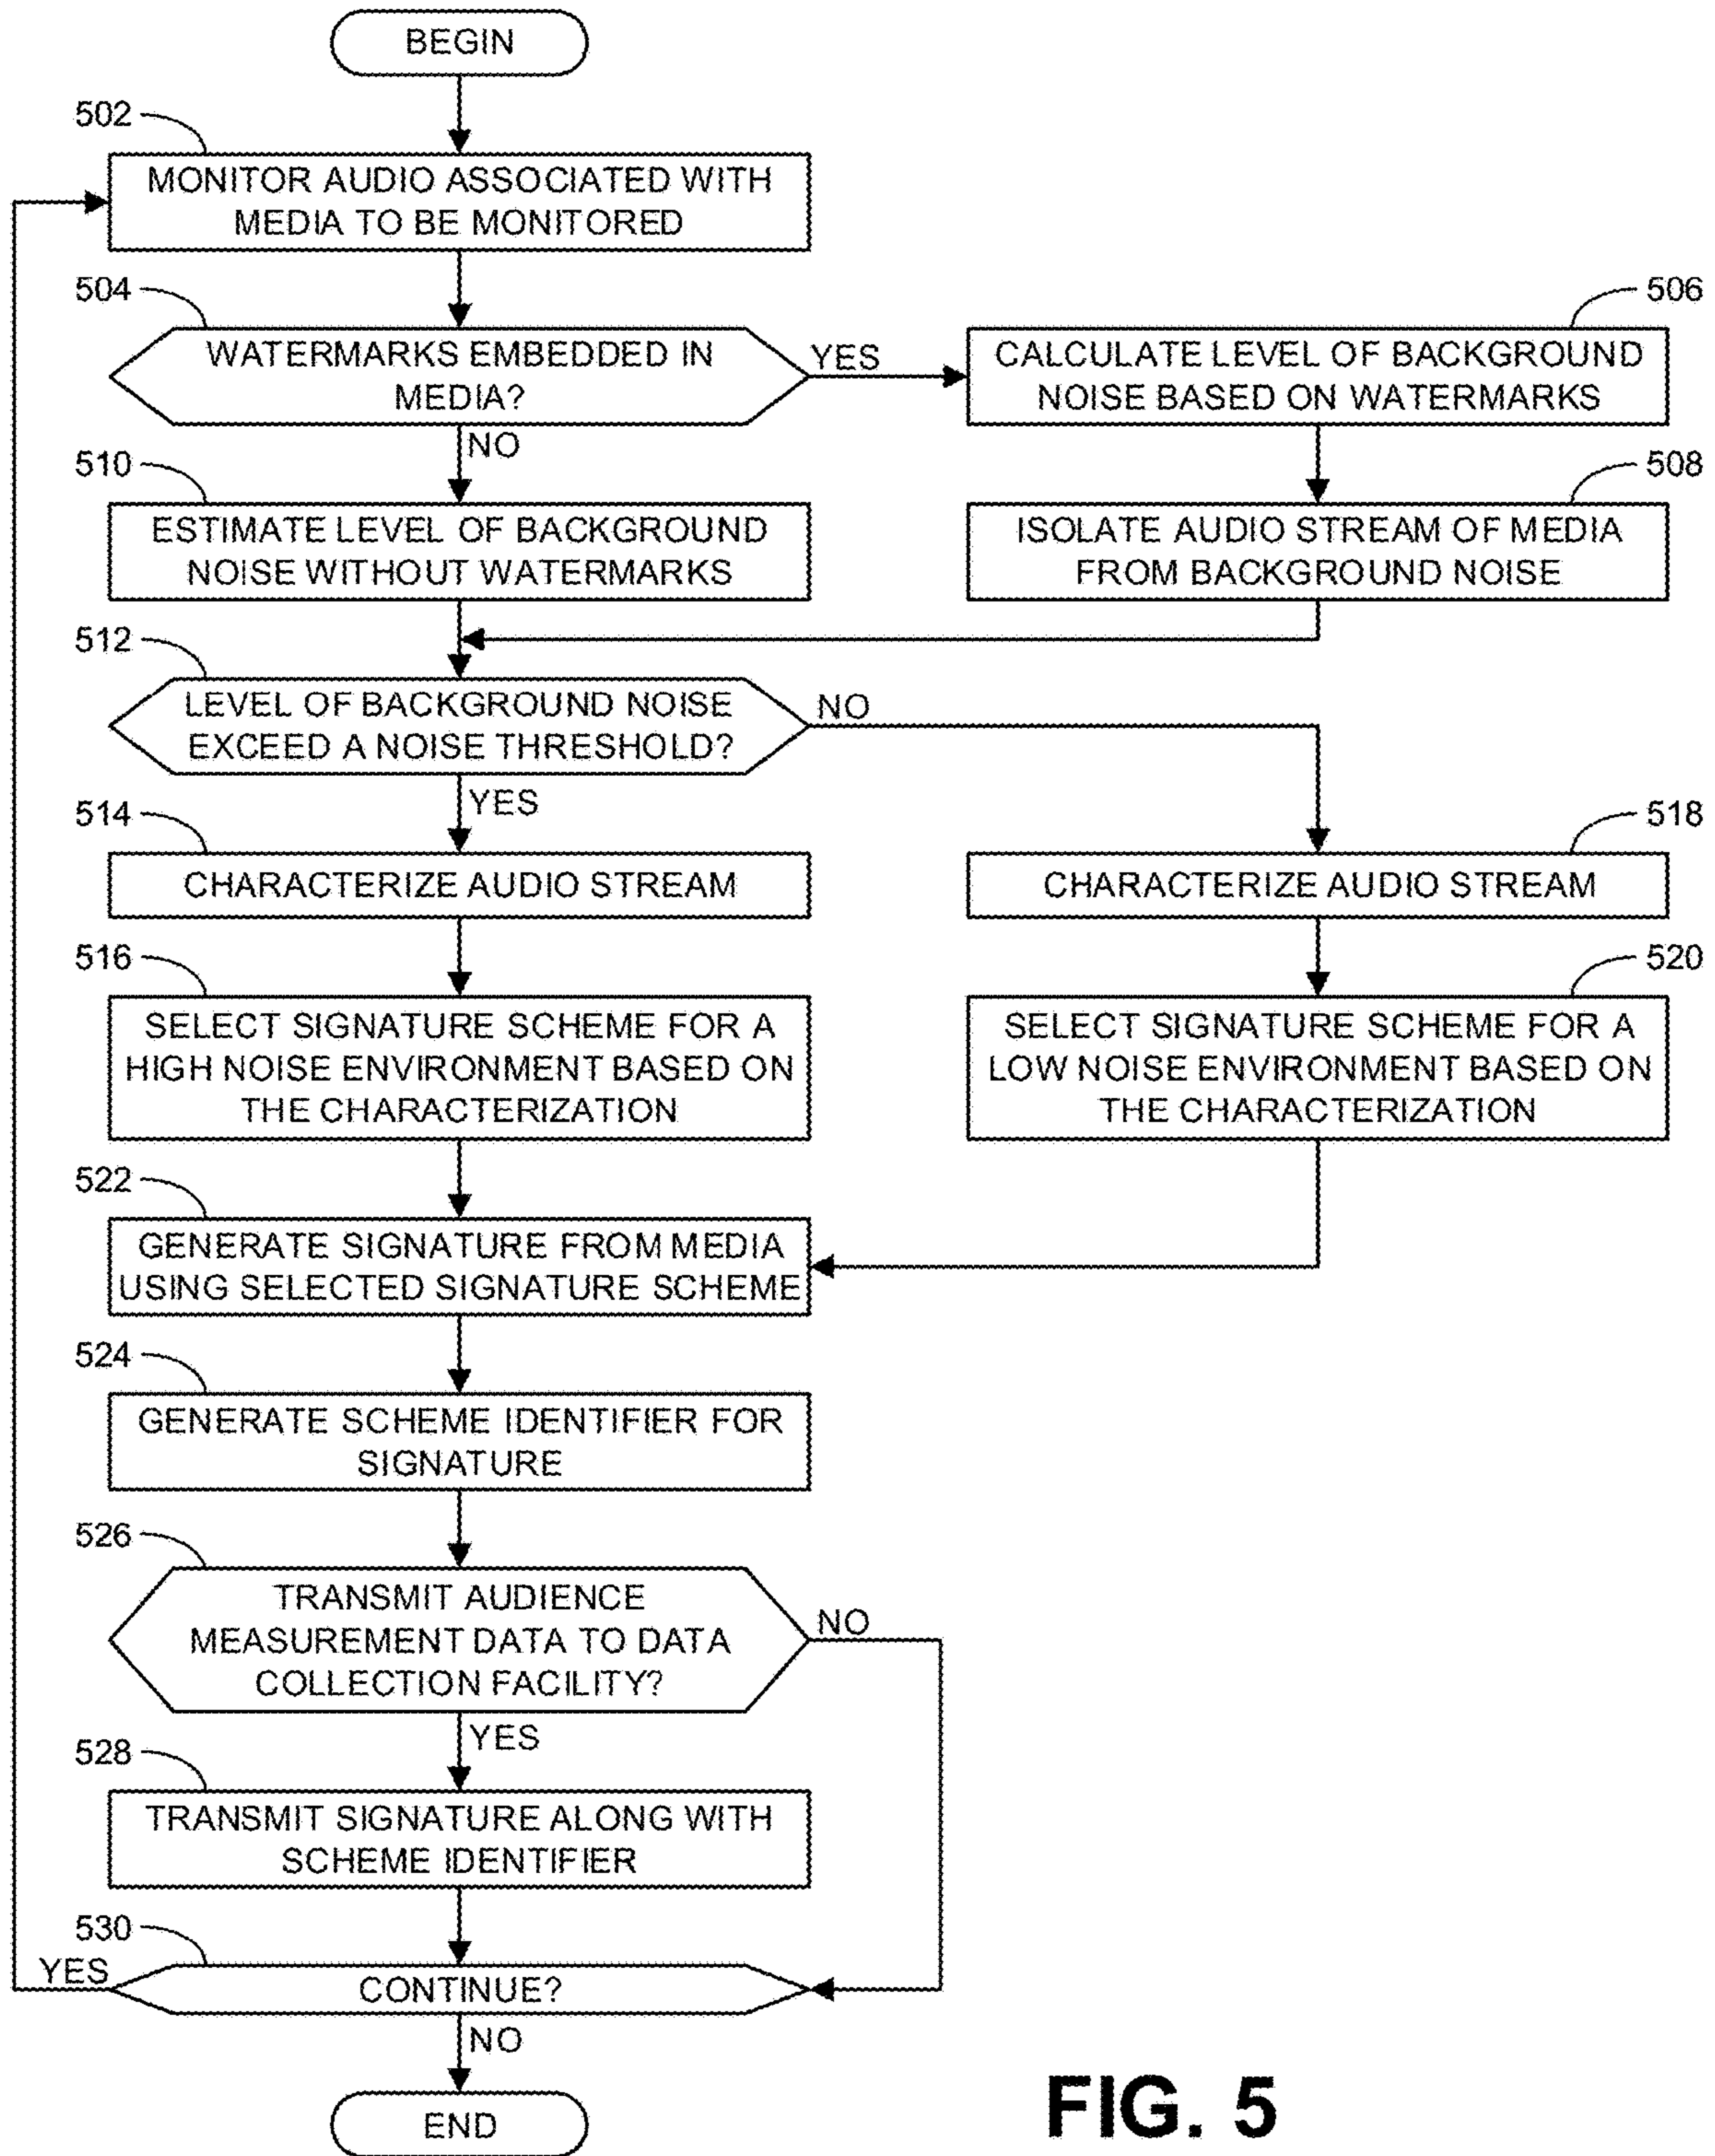 BEGIN
502
MONITOR AUDIO ASSOCIATED WITH
MEDIA TO BE MONITORED
504
WATERMARKS EMBEDDED IN
MEDIA?
YES
NO
506
CALCULATE LEVEL OF BACKGROUND
NOISE BASED ON WATERMARKS
510
ESTIMATE LEVEL OF BACKGROUND
NOISE WITHOUT WATERMARKS
508
ISOLATE AUDIO STREAM OF MEDIA
FROM BACKGROUND NOISE
512
LEVEL OF BACKGROUND NOISE
EXCEED A NOISE THRESHOLD?
NO
YES
514
CHARACTERIZE AUDIO STREAM
518
CHARACTERIZE AUDIO STREAM
516
SELECT SIGNATURE SCHEME FOR A
HIGH NOISE ENVIRONMENT BASED ON
THE CHARACTERIZATION
520
SELECT SIGNATURE SCHEME FOR A
LOW NOISE ENVIRONMENT BASED ON
THE CHARACTERIZATION
522
GENERATE SIGNATURE FROM MEDIA
USING SELECTED SIGNATURE SCHEME
524
GENERATE SCHEME IDENTIFIER FOR
SIGNATURE
526
TRANSMIT AUDIENCE
MEASUREMENT DATA TO DATA
COLLECTION FACILITY?
NO
YES
528
TRANSMIT SIGNATURE ALONG WITH
SCHEME IDENTIFIER
530
YES
CONTINUE?
NO
END
FIG. 5